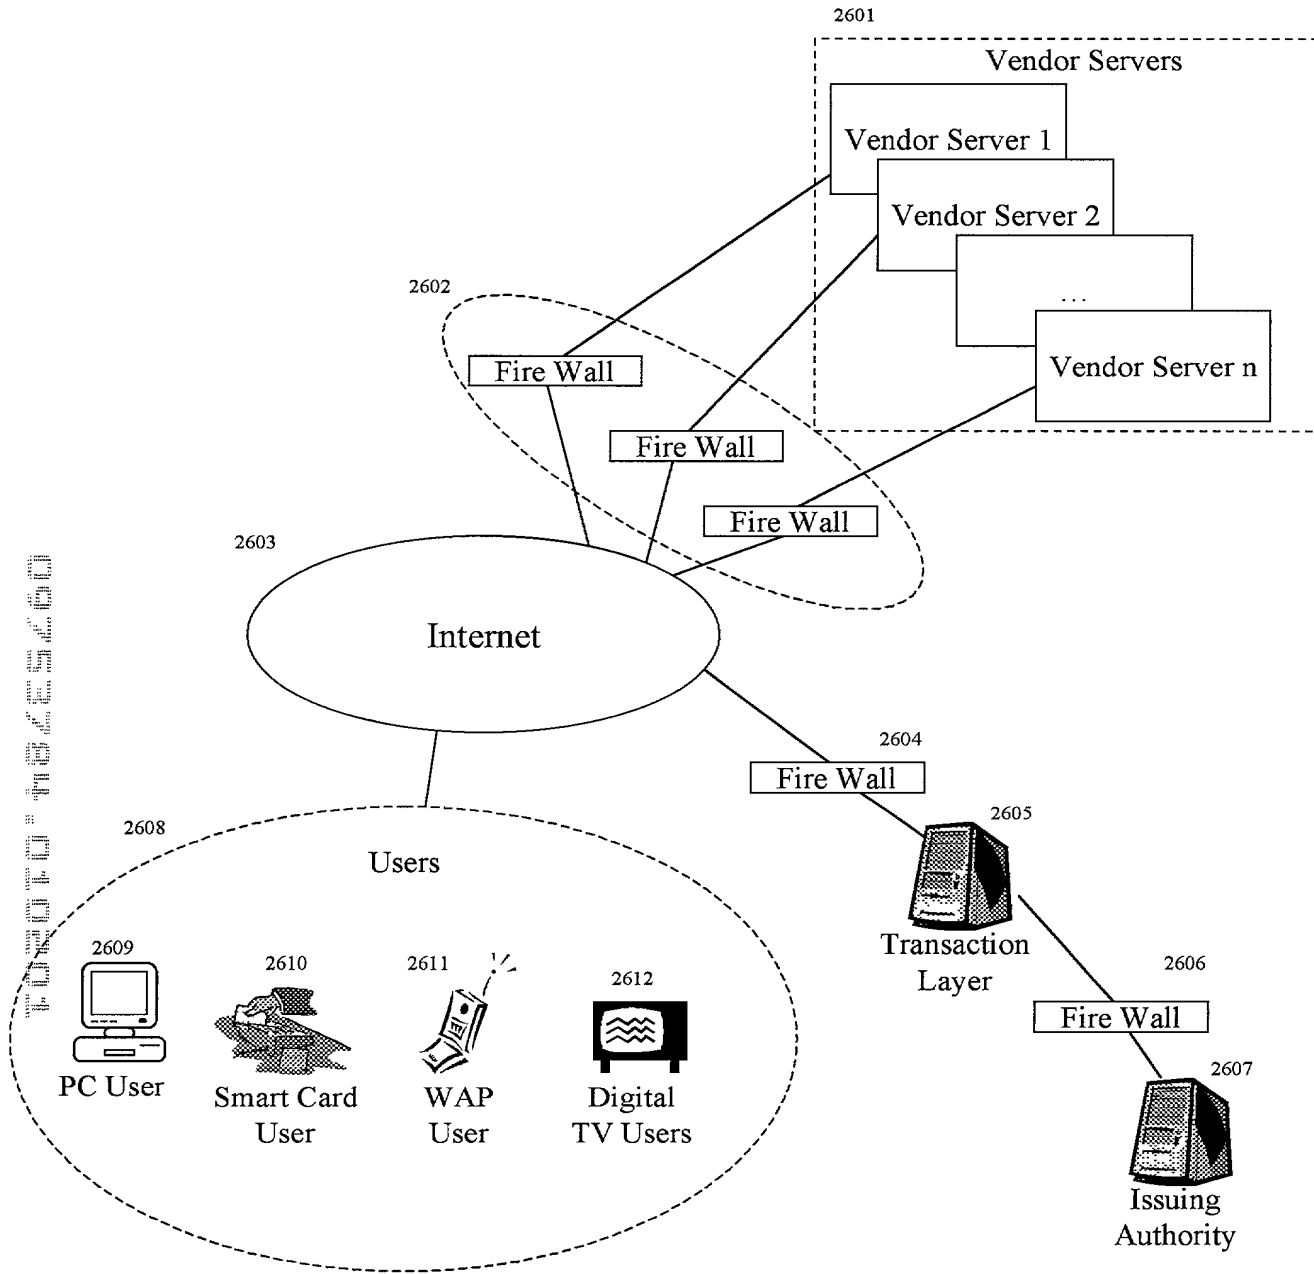 2601
Vendor Servers
Vendor Server 1
Vendor Server 2
...
Vendor Server n
2602
Fire Wall
Fire Wall
Fire Wall
2603
Internet
2604
Fire Wall
2605
Transaction
Layer
2606
Fire Wall
2607
Issuing
Authority
2608
Users
2609
PC User
2610
Smart Card
User
2611
WAP
User
2612
Digital
TV Users
09753784.010201